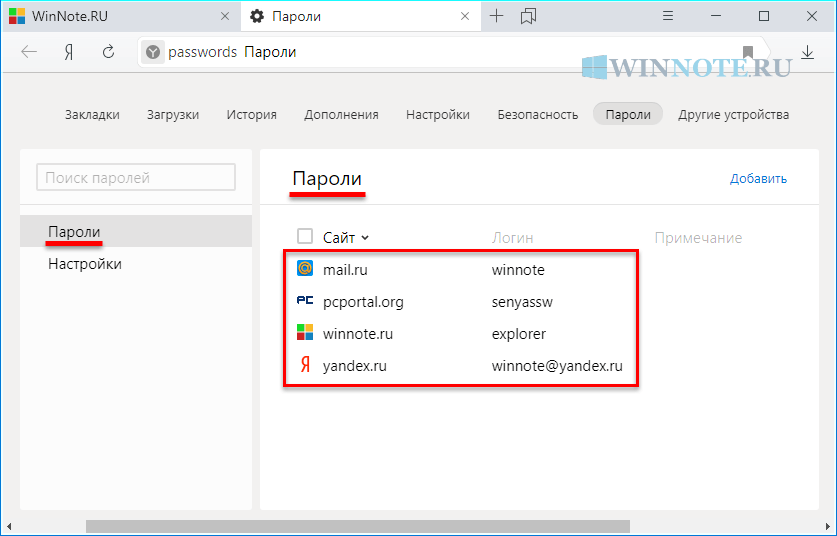 WinNote.RU Пароли
Я passwords Пароли
WINNOTE.RU
Закладки Загрузки История Дополнения Настройки Безопасность Пароли Другие устройства
Поиск паролей
Пароли
Настройки
Пароли Добавить
Сайт Логин Примечание
mail.ru winnote
PC pcportal.org senyassw
winnote.ru explorer
Я yandex.ru winnote@yandex.ru